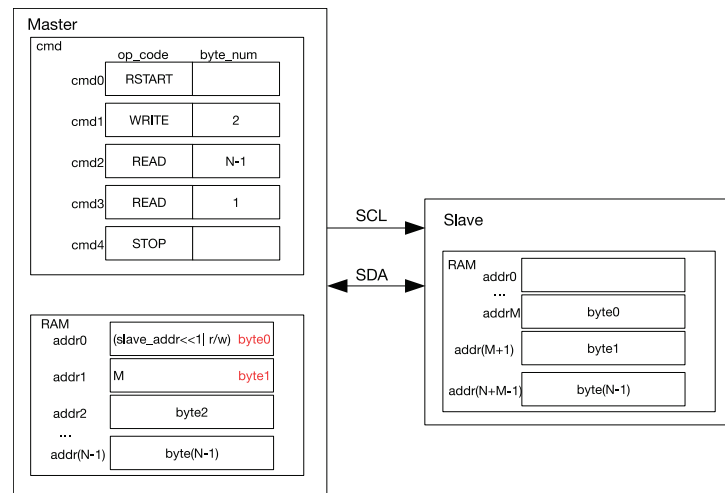 Master
cmd
op_code byte_num
cmd0 RSTART
cmd1 WRITE 2
cmd2 READ N-1
cmd3 READ 1
cmd4 STOP
RAM
addr0 (slave_addr<<1| r/w) byte0
addr1 M byte1
addr2 byte2
...
addr(N-1) byte(N-1)
SCL
SDA
Slave
RAM
addr0
...
addrM byte0
addr(M+1) byte1
addr(N+M-1) byte(N-1)